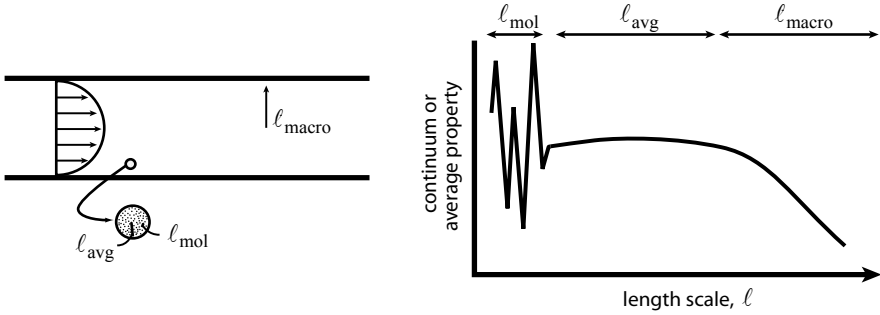 ℓmacro
ℓavg
ℓmol
ℓmol
ℓavg
ℓmacro
continuum or
average property
length scale, ℓ